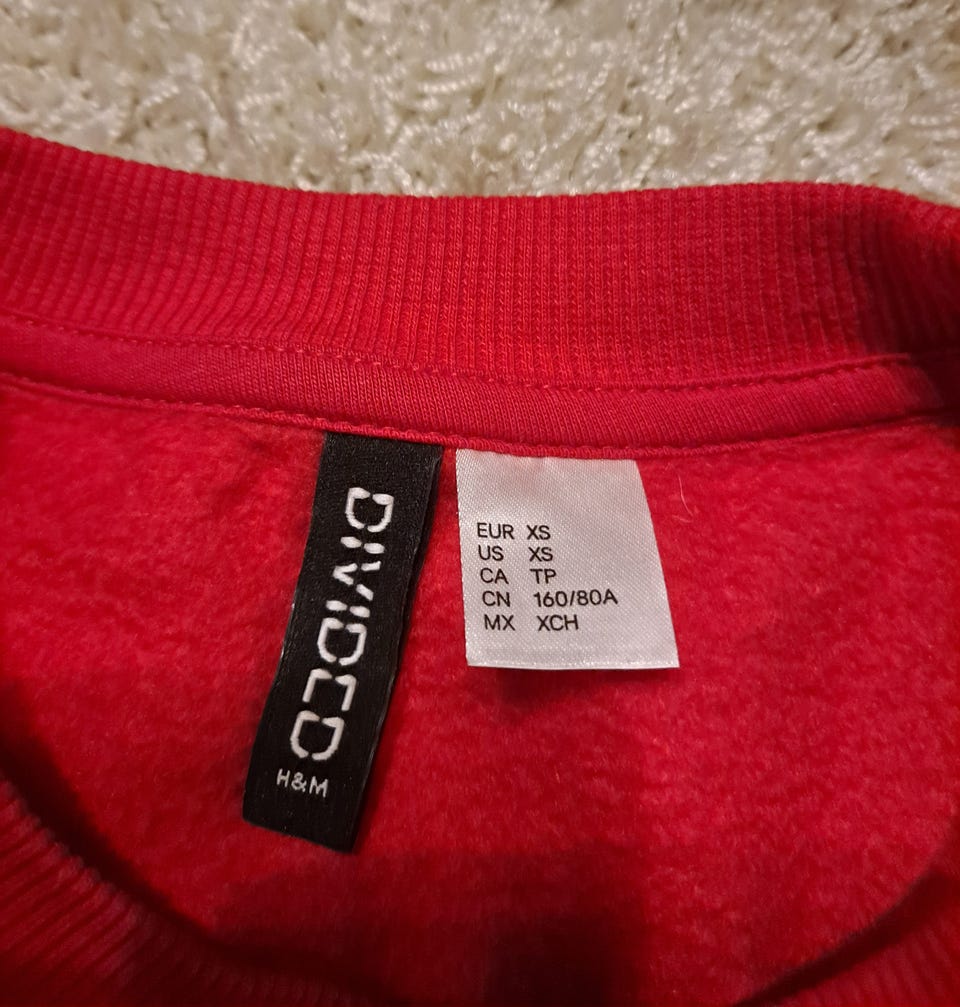 DIVIDED
H&M
EUR XS
US XS
CA TP
CN 160/80A
MX XCH